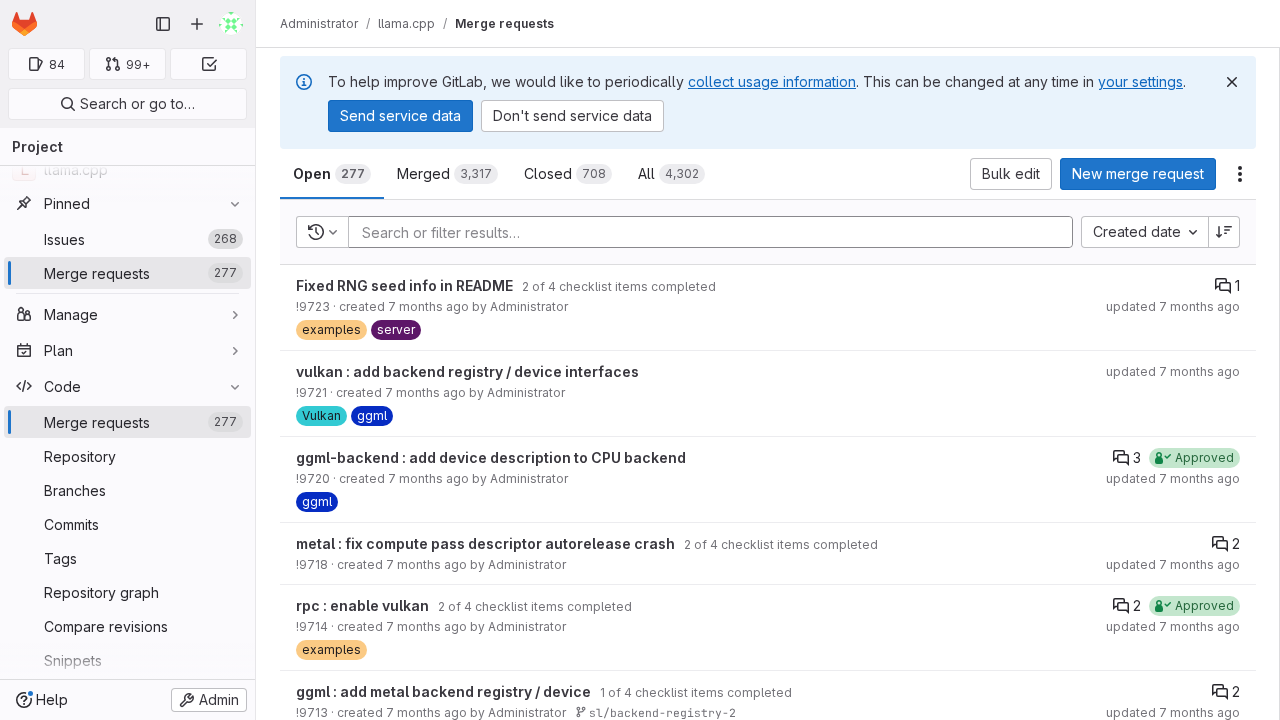 Administrator / llama.cpp / Merge requests
84
99+
Search or go to…
Project
L llama.cpp
Pinned
Issues 268
Merge requests 277
Manage
Plan
Code
Merge requests 277
Repository
Branches
Commits
Tags
Repository graph
Compare revisions
Snippets
Help
Admin
To help improve GitLab, we would like to periodically collect usage information. This can be changed at any time in your settings.
Send service data
Don't send service data
Open 277
Merged 3,317
Closed 708
All 4,302
Bulk edit
New merge request
Search or filter results…
Created date
Fixed RNG seed info in README 2 of 4 checklist items completed 1
!9723 · created 7 months ago by Administrator updated 7 months ago
examples server
vulkan : add backend registry / device interfaces updated 7 months ago
!9721 · created 7 months ago by Administrator
Vulkan ggml
ggml-backend : add device description to CPU backend 3 Approved
!9720 · created 7 months ago by Administrator updated 7 months ago
ggml
metal : fix compute pass descriptor autorelease crash 2 of 4 checklist items completed 2
!9718 · created 7 months ago by Administrator updated 7 months ago
rpc : enable vulkan 2 of 4 checklist items completed 2 Approved
!9714 · created 7 months ago by Administrator updated 7 months ago
examples
ggml : add metal backend registry / device 1 of 4 checklist items completed 2
!9713 · created 7 months ago by Administrator sl/backend-registry-2 updated 7 months ago